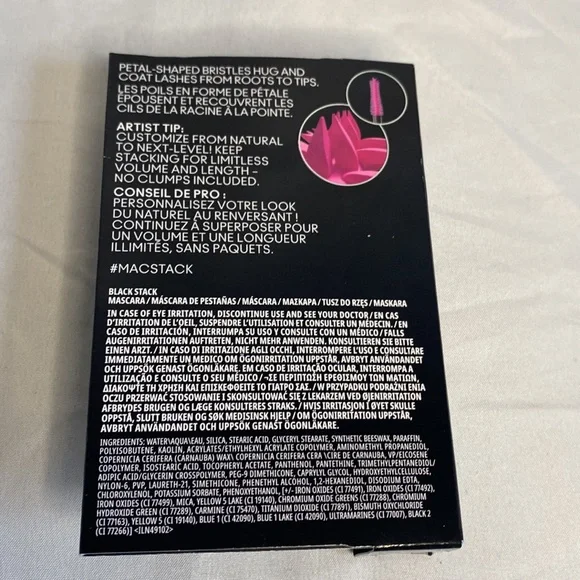 PETAL-SHAPED BRISTLES HUG AND
COAT LASHES FROM ROOTS TO TIPS.
LES POILS EN FORME DE PÉTALE
ÉPOUSENT ET RECOUVRENT LES
CILS DE LA RACINE À LA POINTE.
ARTIST TIP:
CUSTOMIZE FROM NATURAL
TO NEXT-LEVEL! KEEP
STACKING FOR LIMITLESS
VOLUME AND LENGTH –
NO CLUMPS INCLUDED.
CONSEIL DE PRO :
PERSONNALISEZ VOTRE LOOK
DU NATUREL AU RENVERSANT !
CONTINUEZ À SUPERPOSER POUR
UN VOLUME ET UNE LONGUEUR
ILLIMITÉS, SANS PAQUETS.
#MACSTACK
BLACK STACK
MASCARA / MÁSCARA DE PESTAÑAS / MÁSCARA / ΜΑΣΚΑΡΑ / TUSZ DO RZĘS / MASKARA
IN CASE OF EYE IRRITATION, DISCONTINUE USE AND SEE YOUR DOCTOR / EN CAS
D'IRRITATION DE L'OEIL, SUSPENDRE L'UTILISATION ET CONSULTER UN MÉDECIN. / EN
CASO DE IRRITACIÓN, INTERRUMPA SU USO Y CONSULTE CON UN MÉDICO / FALLS
AUGENIRRITATIONEN AUFTRETEN, NICHT MEHR ANWENDEN. KONSULTIEREN SIE BITTE
EINEN ARZT. / IN CASO DI IRRITAZIONE AGLI OCCHI, INTERROMPERE L'USO E CONSULTARE
IMMEDIATAMENTE UN MEDICO OM ÖGONIRRITATION UPPSTÅR, AVBRYT ANVÄNDANDET
OCH UPPSÖK GENAST ÖGONLÄKARE. EM CASO DE IRRITAÇÃO OCULAR, INTERROMPA A
UTILIZAÇÃO E CONSULTE O SEU MÉDICO / ¬ΣΕ ΠΕΡΙΠΤΩΣΗ ΕΡΕΘΙΣΜΟΥ ΤΩΝ ΜΑΤΙΩΝ,
ΔΙΑΚΟΨΤΕ ΤΗ ΧΡΗΣΗ ΚΑΙ ΕΠΙΣΚΕΦΘΕΙΤΕ ΤΟ ΓΙΑΤΡΟ ΣΑΣ. / W PRZYPADKU PODRAŻNIENIA
OCZU PRZERWAĆ STOSOWANIE I SKONSULTOWAĆ SIĘ Z LEKARZEM VED ØJENIRRITATION
AFBRYDES BRUGEN OG LÆGE KONSULTERES STRAKS. / HVIS IRRITASJON I ØYET SKULLE
OPPSTÅ, SLUTT BRUKEN OG SØK MEDISINSK HJELP / OM ÖGONIRRITATION UPPSTÅR,
AVBRYT ANVÄNDANDET OCH UPPSÖK GENAST ÖGONLÄKARE.
INGREDIENTS: WATER\AQUA\EAU, SILICA, STEARIC ACID, GLYCERYL STEARATE, SYNTHETIC BEESWAX, PARAFFIN,
POLYISOBUTENE, KAOLIN, ACRYLATES/ETHYLHEXYL ACRYLATE COPOLYMER, AMINOMETHYL PROPANEDIOL,
COPERNICIA CERIFERA (CARNAUBA) WAX\COPERNICIA CERIFERA CERA\CIRE DE CARNAUBA, VP/EICOSENE
COPOLYMER, ISOSTEARIC ACID, TOCOPHERYL ACETATE, PANTHENOL, PANTETHINE, TRIMETHYLPENTANEDIOL/
ADIPIC ACID/GLYCERIN CROSSPOLYMER, PEG-9 DIMETHICONE, CAPRYLYL GLYCOL, HYDROXYETHYLCELLULOSE,
NYLON-6, PVP, LAURETH-21, SIMETHICONE, PHENETHYL ALCOHOL, 1,2-HEXANEDIOL, DISODIUM EDTA,
CHLOROXYLENOL, POTASSIUM SORBATE, PHENOXYETHANOL, [+/- IRON OXIDES (CI 77491), IRON OXIDES (CI 77492),
IRON OXIDES (CI 77499), MICA, YELLOW 5 LAKE (CI 19140), CHROMIUM OXIDE GREENS (CI 77288), CHROMIUM
HYDROXIDE GREEN (CI 77289), CARMINE (CI 75470), TITANIUM DIOXIDE (CI 77891), BISMUTH OXYCHLORIDE
(CI 77163), YELLOW 5 (CI 19140), BLUE 1 (CI 42090), BLUE 1 LAKE (CI 42090), ULTRAMARINES (CI 77007), BLACK 2
(CI 77266)] <ILN49102>